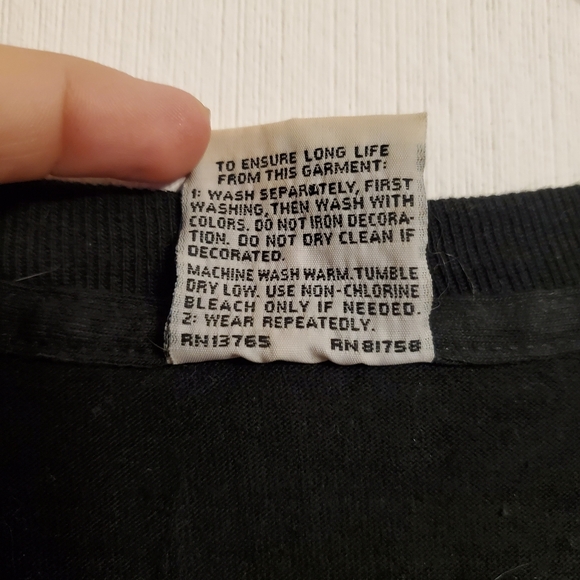 TO ENSURE LONG LIFE
FROM THIS GARMENT:
1: WASH SEPARATELY, FIRST
WASHING, THEN WASH WITH
COLORS. DO NOT IRON DECORA-
TION. DO NOT DRY CLEAN IF
DECORATED.
MACHINE WASH WARM. TUMBLE
DRY LOW. USE NON-CHLORINE
BLEACH ONLY IF NEEDED.
2: WEAR REPEATEDLY.
RN13765 RN81758